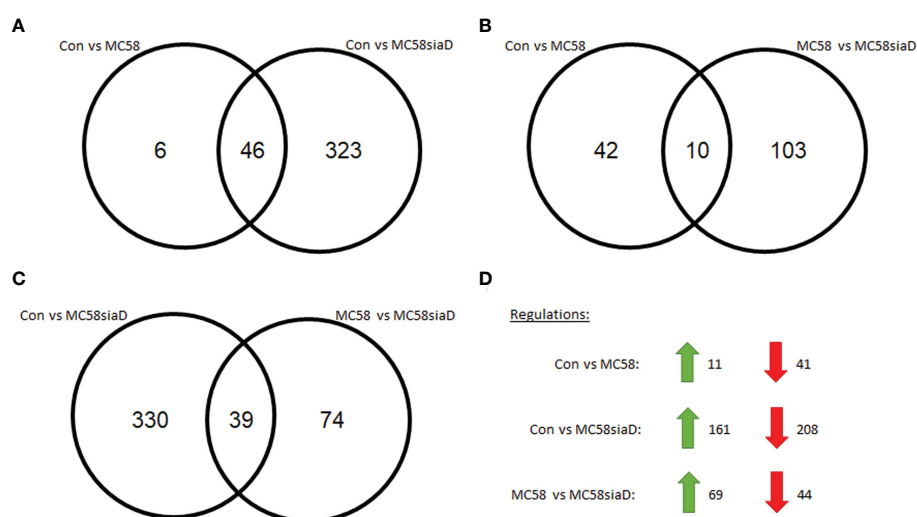 A
Con vs MC58
Con vs MC58siaD
6
46
323
B
Con vs MC58
MC58 vs MC58siaD
42
10
103
C
Con vs MC58siaD
MC58 vs MC58siaD
330
39
74
D
Regulations:
Con vs MC58: 11 41
Con vs MC58siaD: 161 208
MC58 vs MC58siaD: 69 44